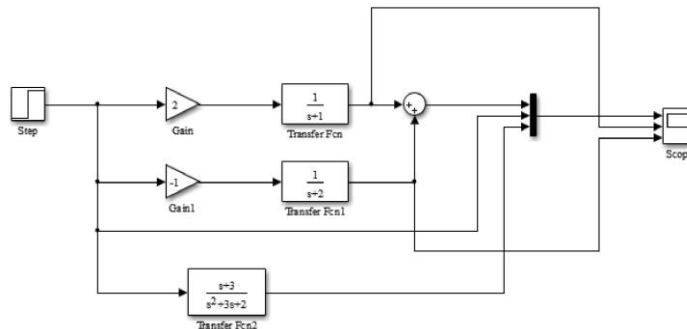 Step
2
Gain
1
s+1
Transfer Fcn
+
+
-1
Gain1
1
s+2
Transfer Fcn1
s+3
s²+3s+2
Transfer Fcn2
Scop